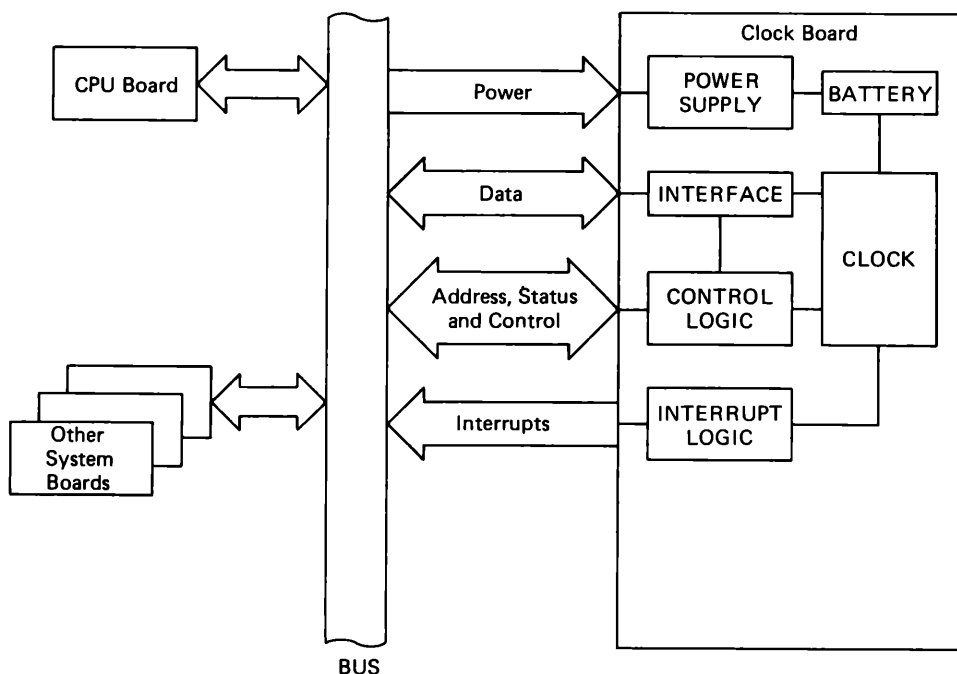 Clock Board
CPU Board
Power
POWER
SUPPLY
BATTERY
Data
INTERFACE
CLOCK
Address, Status
and Control
CONTROL
LOGIC
Other
System
Boards
Interrupts
INTERRUPT
LOGIC
BUS